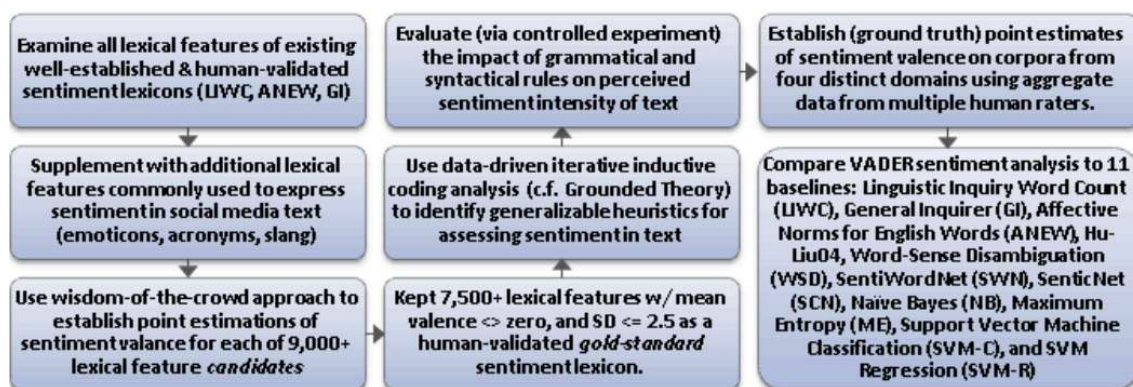 Examine all lexical features of existing
well-established & human-validated
sentiment lexicons (LIWC, ANEW, GI)
Supplement with additional lexical
features commonly used to express
sentiment in social media text
(emoticons, acronyms, slang)
Use wisdom-of-the-crowd approach to
establish point estimations of
sentiment valance for each of 9,000+
lexical feature candidates
Kept 7,500+ lexical features w/ mean
valence <> zero, and SD <= 2.5 as a
human-validated gold-standard
sentiment lexicon.
Use data-driven iterative inductive
coding analysis (c.f. Grounded Theory)
to identify generalizable heuristics for
assessing sentiment in text
Evaluate (via controlled experiment)
the impact of grammatical and
syntactical rules on perceived
sentiment intensity of text
Establish (ground truth) point estimates
of sentiment valence on corpora from
four distinct domains using aggregate
data from multiple human raters.
Compare VADER sentiment analysis to 11
baselines: Linguistic Inquiry Word Count
(LIWC), General Inquirer (GI), Affective
Norms for English Words (ANEW), Hu-
Liu04, Word-Sense Disambiguation
(WSD), SentiWordNet (SWN), SenticNet
(SCN), Naïve Bayes (NB), Maximum
Entropy (ME), Support Vector Machine
Classification (SVM-C), and SVM
Regression (SVM-R)